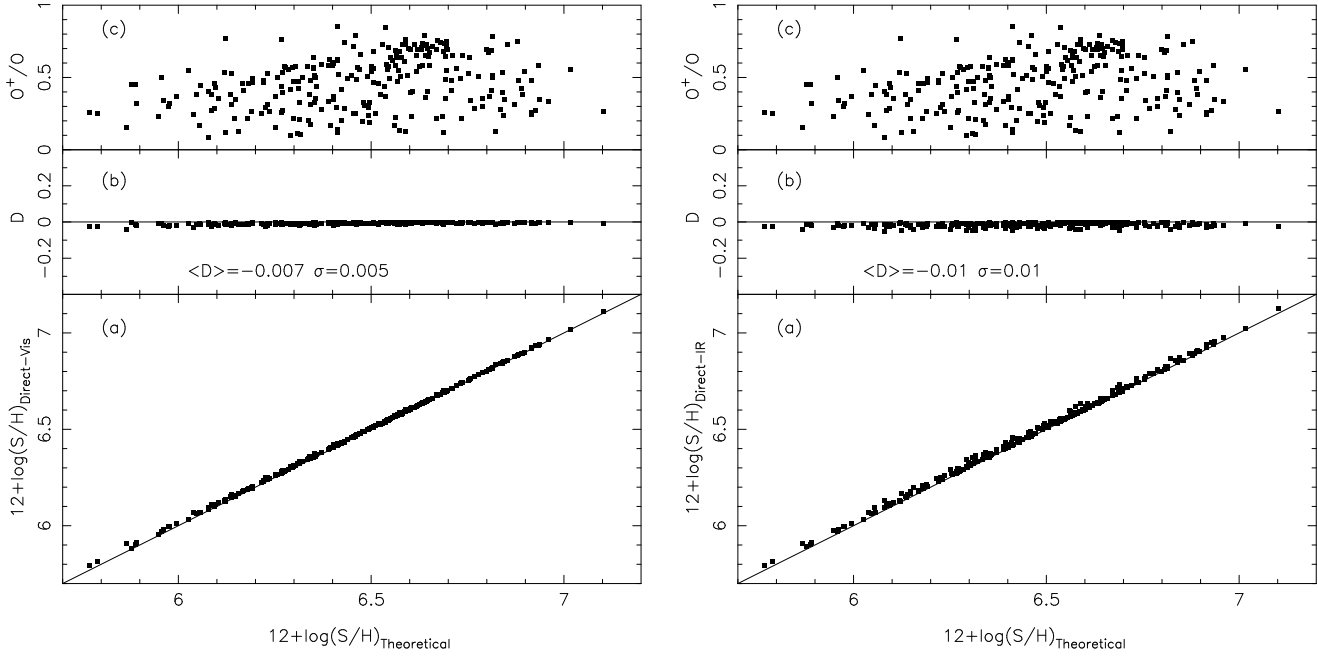 1
(c)
O+/O
0.5
0
(b)
0.2
D
0
−0.2
<D>=−0.007 σ=0.005
(a)
7
12+log(S/H)Direct−Vis
6.5
6
6 6.5 7
12+log(S/H)Theoretical
1
(c)
O+/O
0.5
0
(b)
0.2
D
0
−0.2
<D>=−0.01 σ=0.01
(a)
7
12+log(S/H)Direct−IR
6.5
6
6 6.5 7
12+log(S/H)Theoretical